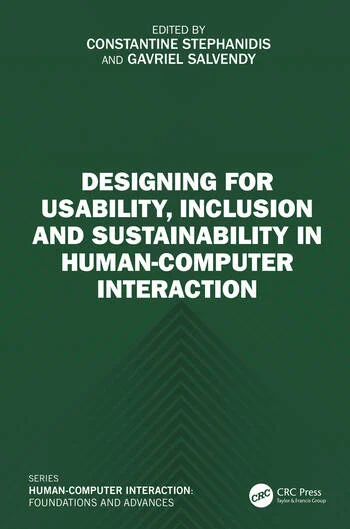 EDITED BY
CONSTANTINE STEPHANIDIS
AND GAVRIEL SALVENDY
DESIGNING FOR
USABILITY, INCLUSION
AND SUSTAINABILITY IN
HUMAN-COMPUTER
INTERACTION
SERIES
HUMAN-COMPUTER INTERACTION:
FOUNDATIONS AND ADVANCES
CRC
CRC Press
Taylor & Francis Group